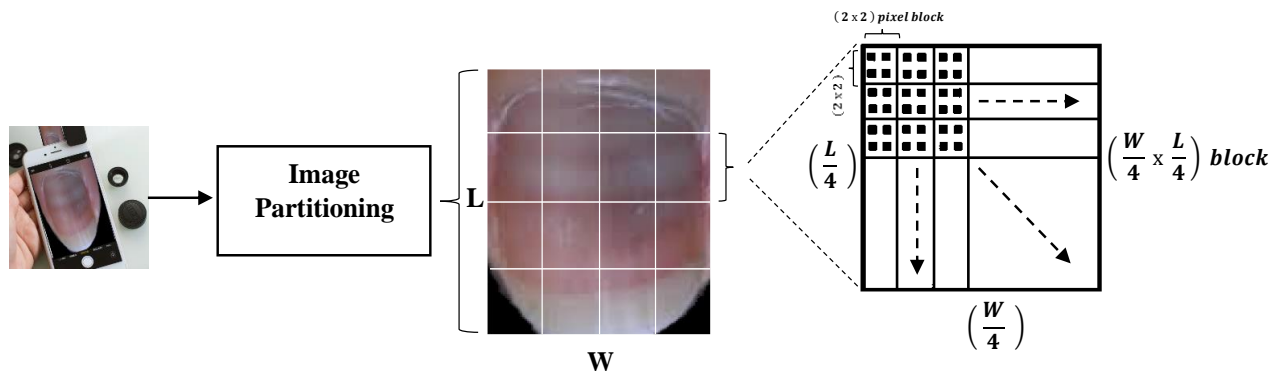 (2 x 2) pixel block
(2 x 2)
Image
Partitioning
L
W
(L/4)
(W/4 x L/4) block
(W/4)